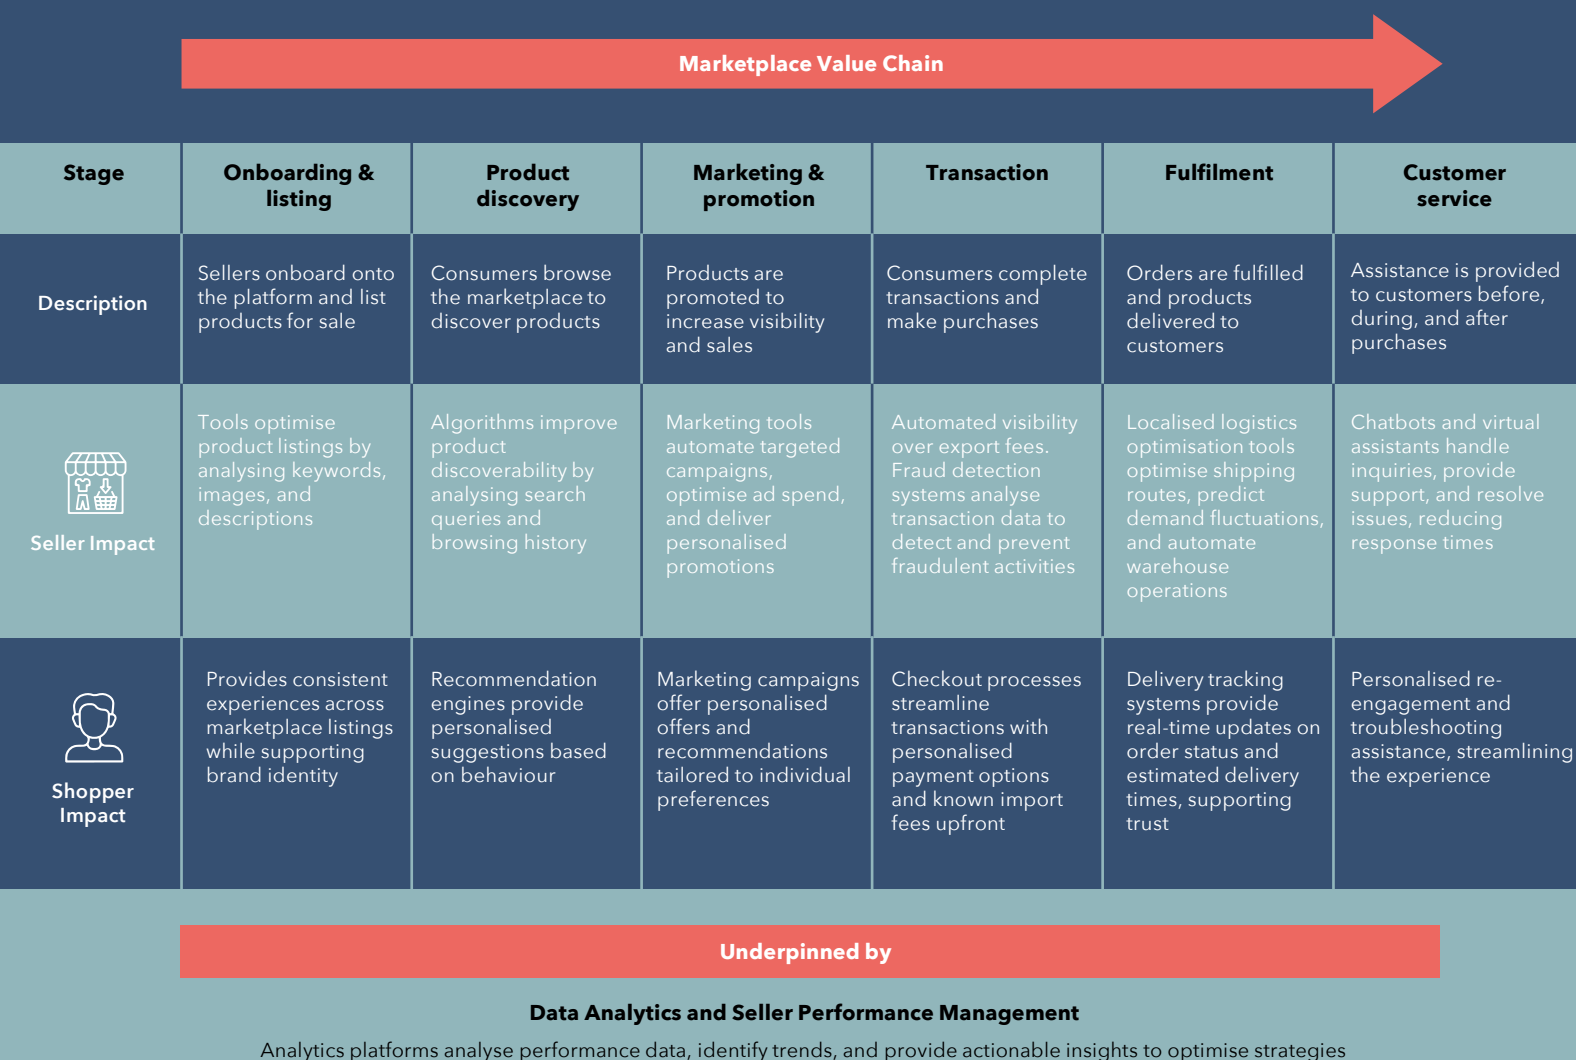 Marketplace Value Chain
Stage
Onboarding &
listing
Product
discovery
Marketing &
promotion
Transaction
Fulfilment
Customer
service
Description
Sellers onboard onto
the platform and list
products for sale
Consumers browse
the marketplace to
discover products
Products are
promoted to
increase visibility
and sales
Consumers complete
transactions and
make purchases
Orders are fulfilled
and products
delivered to
customers
Assistance is provided
to customers before,
during, and after
purchases
Seller Impact
Tools optimise
product listings by
analysing keywords,
images, and
descriptions
Algorithms improve
product
discoverability by
analysing search
queries and
browsing history
Marketing tools
automate targeted
campaigns,
optimise ad spend,
and deliver
personalised
promotions
Automated visibility
over export fees.
Fraud detection
systems analyse
transaction data to
detect and prevent
fraudulent activities
Localised logistics
optimisation tools
optimise shipping
routes, predict
demand fluctuations,
and automate
warehouse
operations
Chatbots and virtual
assistants handle
inquiries, provide
support, and resolve
issues, reducing
response times
Shopper
Impact
Provides consistent
experiences across
marketplace listings
while supporting
brand identity
Recommendation
engines provide
personalised
suggestions based
on behaviour
Marketing campaigns
offer personalised
offers and
recommendations
tailored to individual
preferences
Checkout processes
streamline
transactions with
personalised
payment options
and known import
fees upfront
Delivery tracking
systems provide
real-time updates on
order status and
estimated delivery
times, supporting
trust
Personalised re-
engagement and
troubleshooting
assistance, streamlining
the experience
Underpinned by
Data Analytics and Seller Performance Management
Analytics platforms analyse performance data, identify trends, and provide actionable insights to optimise strategies